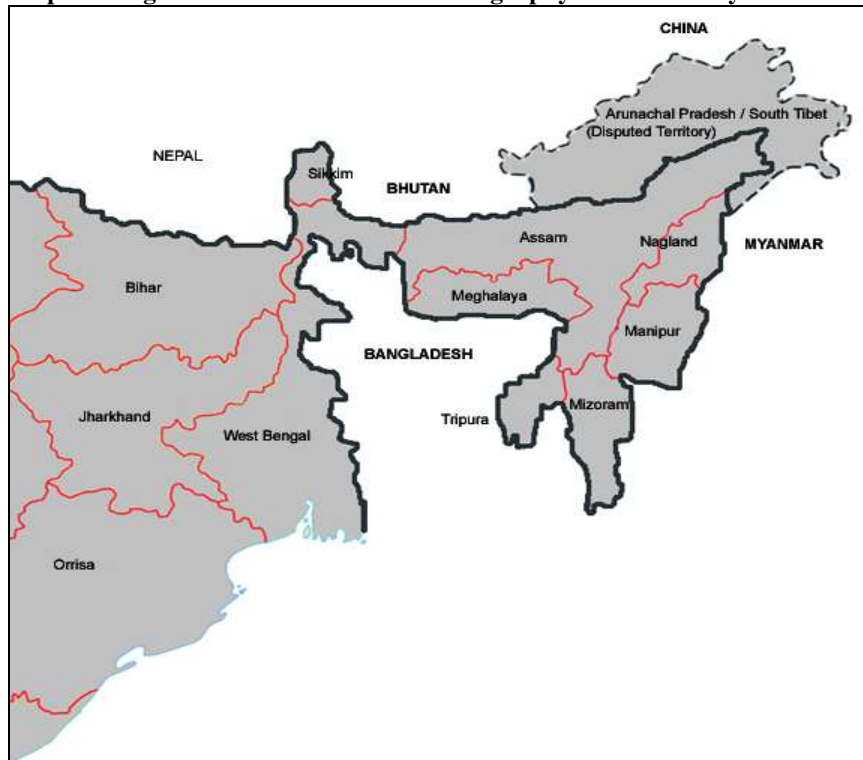 CHINA
Arunachal Pradesh / South Tibet
(Disputed Territory)
NEPAL
Sikkim
BHUTAN
Assam
Nagland
MYANMAR
Bihar
Meghalaya
Manipur
BANGLADESH
Jharkhand
Tripura
Mizoram
West Bengal
Orrisa